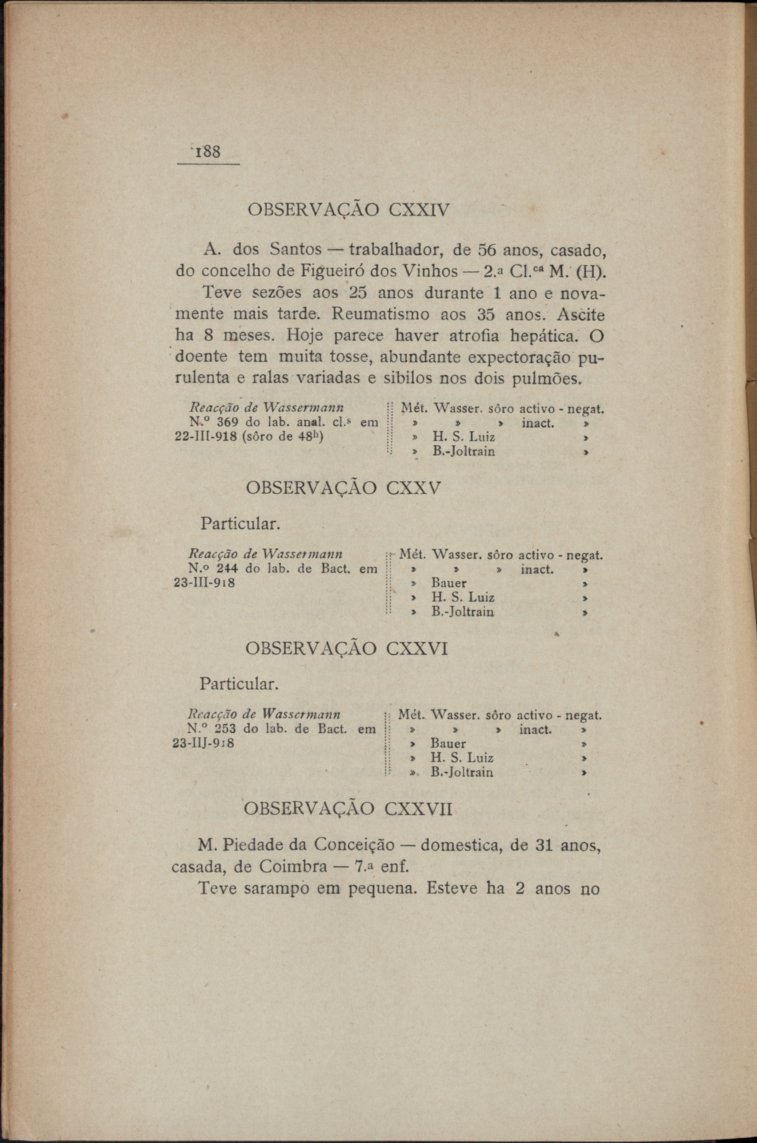 188
OBSERVAÇÃO CXXIV
A. dos Santos — trabalhador, de 56 anos, casado,
do concelho de Figueiró dos Vinhos — 2.ª Cl.ᶜᵃ M. (H).
Teve sezões aos 25 anos durante 1 ano e nova-
mente mais tarde. Reumatismo aos 35 anos. Ascite
ha 8 meses. Hoje parece haver atrofia hepática. O
doente tem muita tosse, abundante expectoração pu-
rulenta e ralas variadas e sibilos nos dois pulmões.
Reacção de Wassermann
N.º 369 do lab. anal. cl.ˢ em
22-III-918 (sôro de 48ʰ)
Mét. Wasser. sôro activo - negat.
» » » inact. »
» H. S. Luiz »
» B.-Joltrain »
OBSERVAÇÃO CXXV
Particular.
Reacção de Wassermann
N.º 244 do lab. de Bact. em
23-III-918
Mét. Wasser. sôro activo - negat.
» » » inact. »
» Bauer »
» H. S. Luiz »
» B.-Joltrain »
OBSERVAÇÃO CXXVI
Particular.
Reacção de Wassermann
N.º 253 do lab. de Bact. em
23-IIJ-918
Mét. Wasser. sôro activo - negat.
» » » inact. »
» Bauer »
» H. S. Luiz »
» B.-Joltrain »
OBSERVAÇÃO CXXVII
M. Piedade da Conceição — domestica, de 31 anos,
casada, de Coimbra — 7.ª enf.
Teve sarampo em pequena. Esteve ha 2 anos no